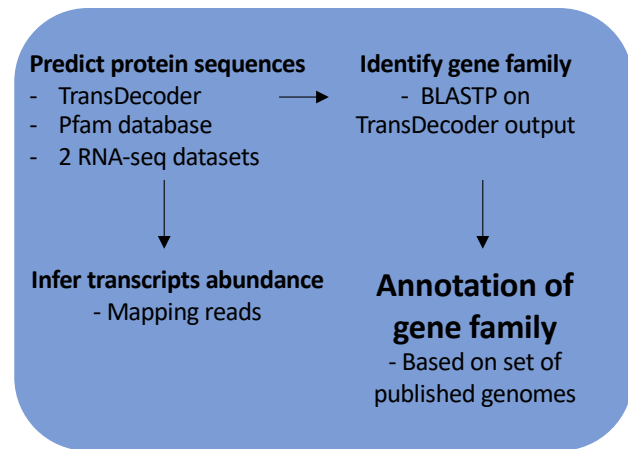 Predict protein sequences
- TransDecoder
- Pfam database
- 2 RNA-seq datasets
Identify gene family
- BLASTP on
TransDecoder output
Infer transcripts abundance
- Mapping reads
Annotation of
gene family
- Based on set of
published genomes